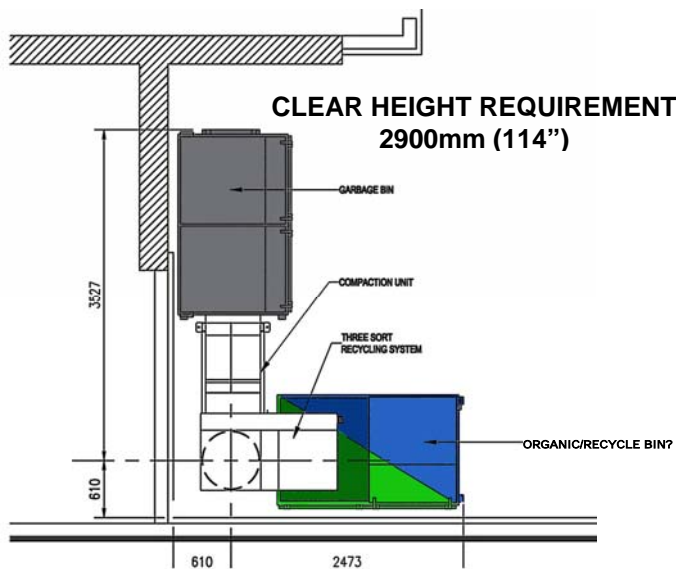 CLEAR HEIGHT REQUIREMENT
2900mm (114”)
GARBAGE BIN
3527
COMPACTION UNIT
THREE SORT
RECYCLING SYSTEM
ORGANIC/RECYCLE BIN?
610
610
2473